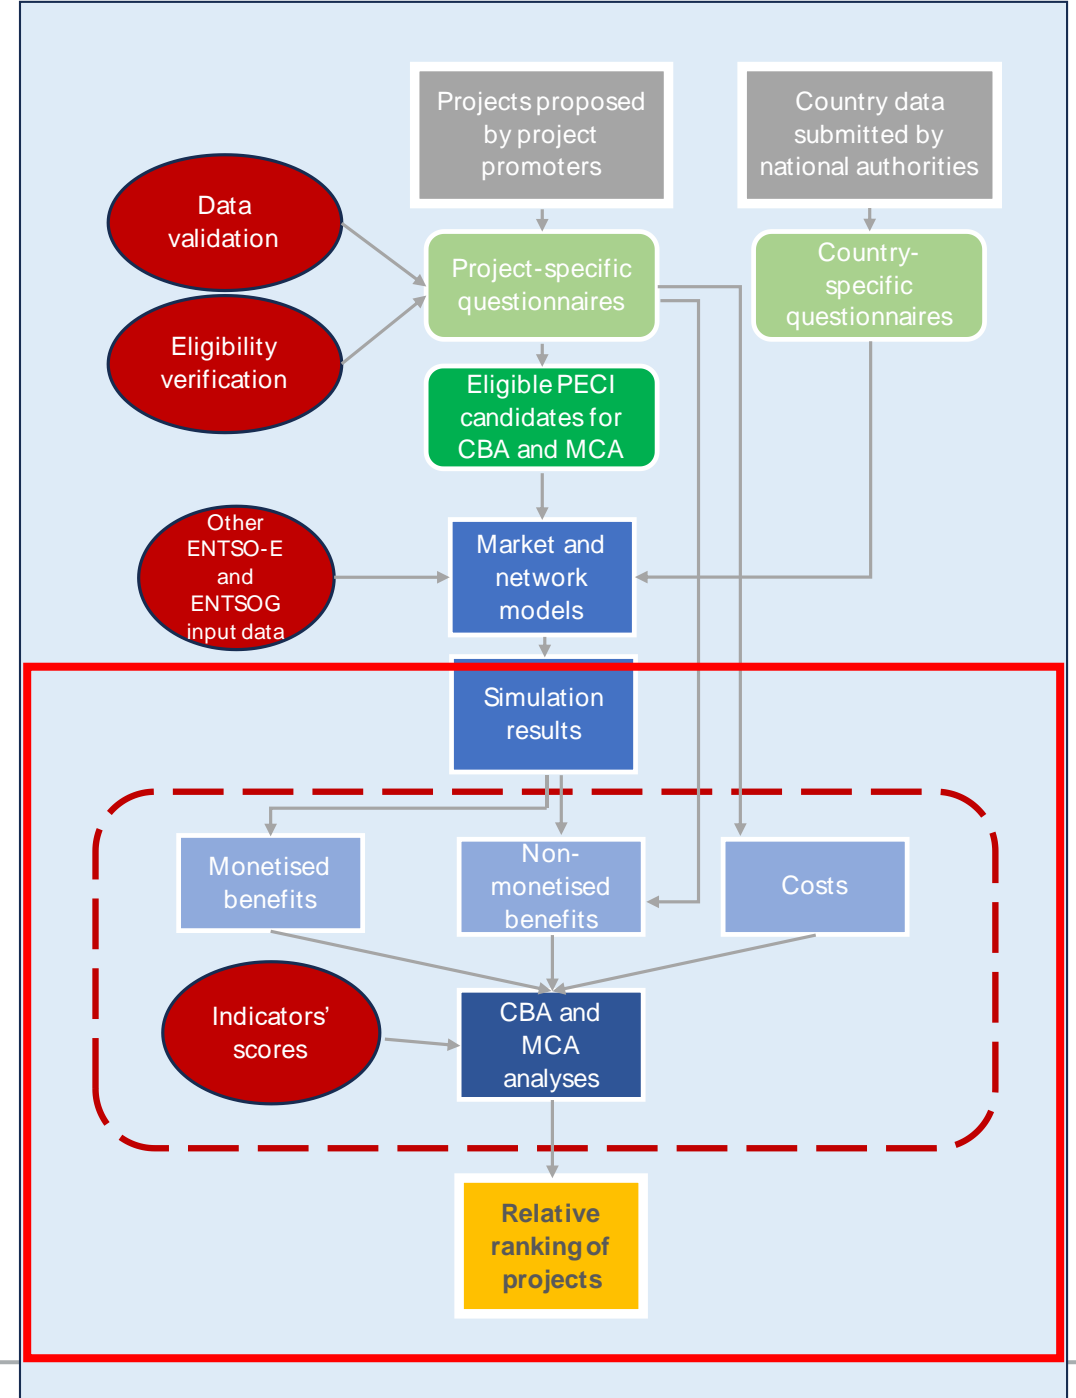 Projects proposed
by project
promoters
Country data
submitted by
national authorities
Data
validation
Project-specific
questionnaires
Country-
specific
questionnaires
Eligibility
verification
Eligible PECI
candidates for
CBA and MCA
Other
ENTSO-E
and
ENTSOG
input data
Market and
network
models
Simulation
results
Monetised
benefits
Non-
monetised
benefits
Costs
Indicators’
scores
CBA and
MCA
analyses
Relative
ranking of
projects